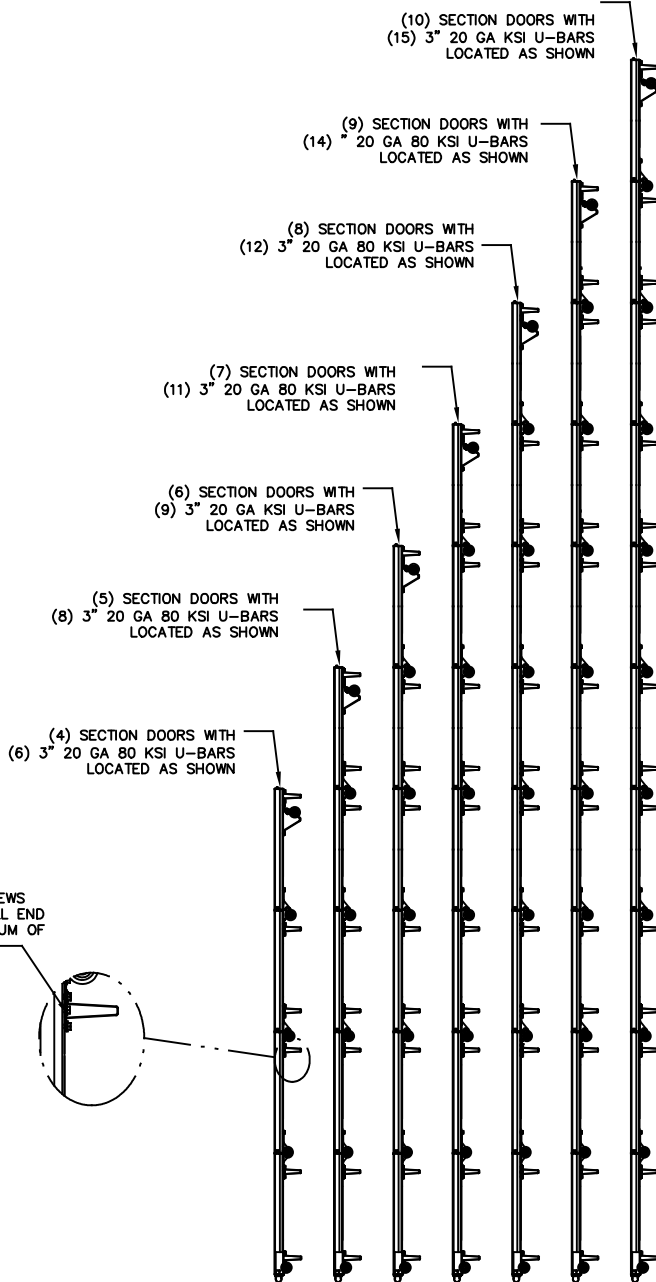 (10) SECTION DOORS WITH
(15) 3" 20 GA KSI U-BARS
LOCATED AS SHOWN
(9) SECTION DOORS WITH
(14) " 20 GA 80 KSI U-BARS
LOCATED AS SHOWN
(8) SECTION DOORS WITH
(12) 3" 20 GA 80 KSI U-BARS
LOCATED AS SHOWN
(7) SECTION DOORS WITH
(11) 3" 20 GA 80 KSI U-BARS
LOCATED AS SHOWN
(6) SECTION DOORS WITH
(9) 3" 20 GA KSI U-BARS
LOCATED AS SHOWN
(5) SECTION DOORS WITH
(8) 3" 20 GA 80 KSI U-BARS
LOCATED AS SHOWN
(4) SECTION DOORS WITH
(6) 3" 20 GA 80 KSI U-BARS
LOCATED AS SHOWN
EWS
L END
UM OF